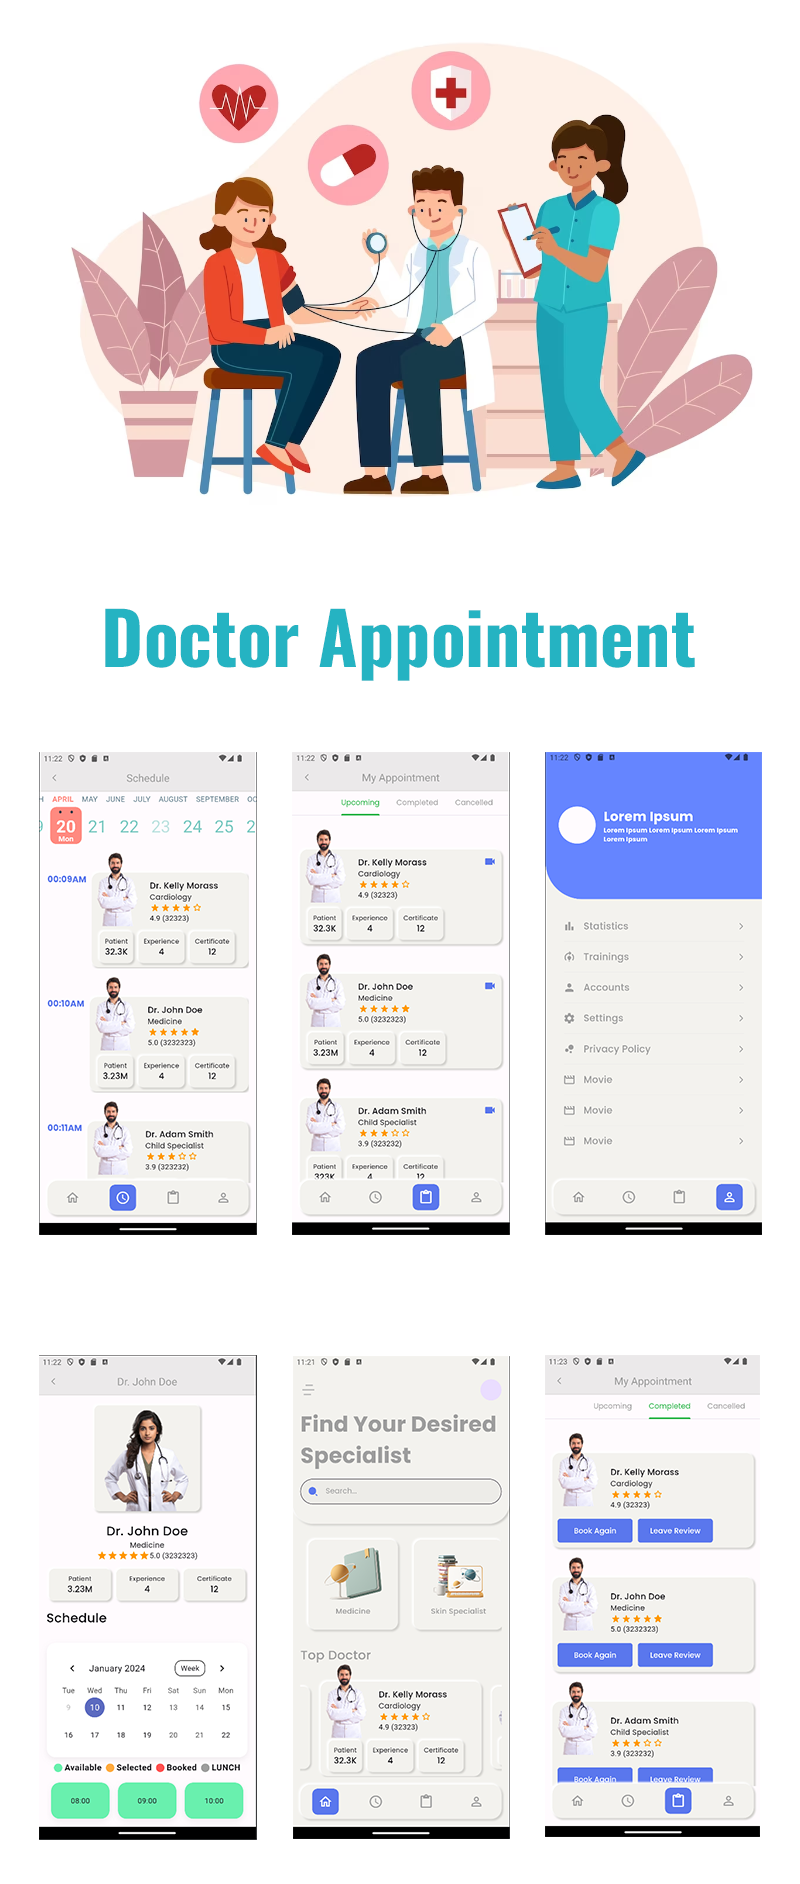 Doctor Appointment
11:22
Schedule
APRIL MAY JUNE JULY AUGUST SEPTEMBER
20 21 22 23 24 25 2
Mon
00:09AM
Dr. Kelly Morass
Cardiology
4.9 (32323)
Patient Experience Certificate
32.3K 4 12
00:10AM
Dr. John Doe
Medicine
5.0 (3232323)
Patient Experience Certificate
3.23M 4 12
00:11AM
Dr. Adam Smith
Child Specialist
3.9 (323232)
11:22
My Appointment
Upcoming Completed Cancelled
Dr. Kelly Morass
Cardiology
4.9 (32323)
Patient Experience Certificate
32.3K 4 12
Dr. John Doe
Medicine
5.0 (3232323)
Patient Experience Certificate
3.23M 4 12
Dr. Adam Smith
Child Specialist
3.9 (323232)
Patient Experience Certificate
323K 4 12
11:22
Lorem Ipsum
Lorem Ipsum Lorem Ipsum Lorem Ipsum
Lorem Ipsum
Statistics
Trainings
Accounts
Settings
Privacy Policy
Movie
Movie
Movie
11:22
Dr. John Doe
Dr. John Doe
Medicine
5.0 (3232323)
Patient Experience Certificate
3.23M 4 12
Schedule
January 2024 Week
Tue Wed Thu Fri Sat Sun Mon
9 10 11 12 13 14 15
16 17 18 19 20 21 22
Available Selected Booked LUNCH
08:00 09:00 10:00
11:21
Find Your Desired
Specialist
Search...
Medicine Skin Specialist
Top Doctor
Dr. Kelly Morass
Cardiology
4.9 (32323)
Patient Experience Certificate
32.3K 4 12
11:23
My Appointment
Upcoming Completed Cancelled
Dr. Kelly Morass
Cardiology
4.9 (32323)
Book Again Leave Review
Dr. John Doe
Medicine
5.0 (3232323)
Book Again Leave Review
Dr. Adam Smith
Child Specialist
3.9 (323232)
Book Again Leave Review